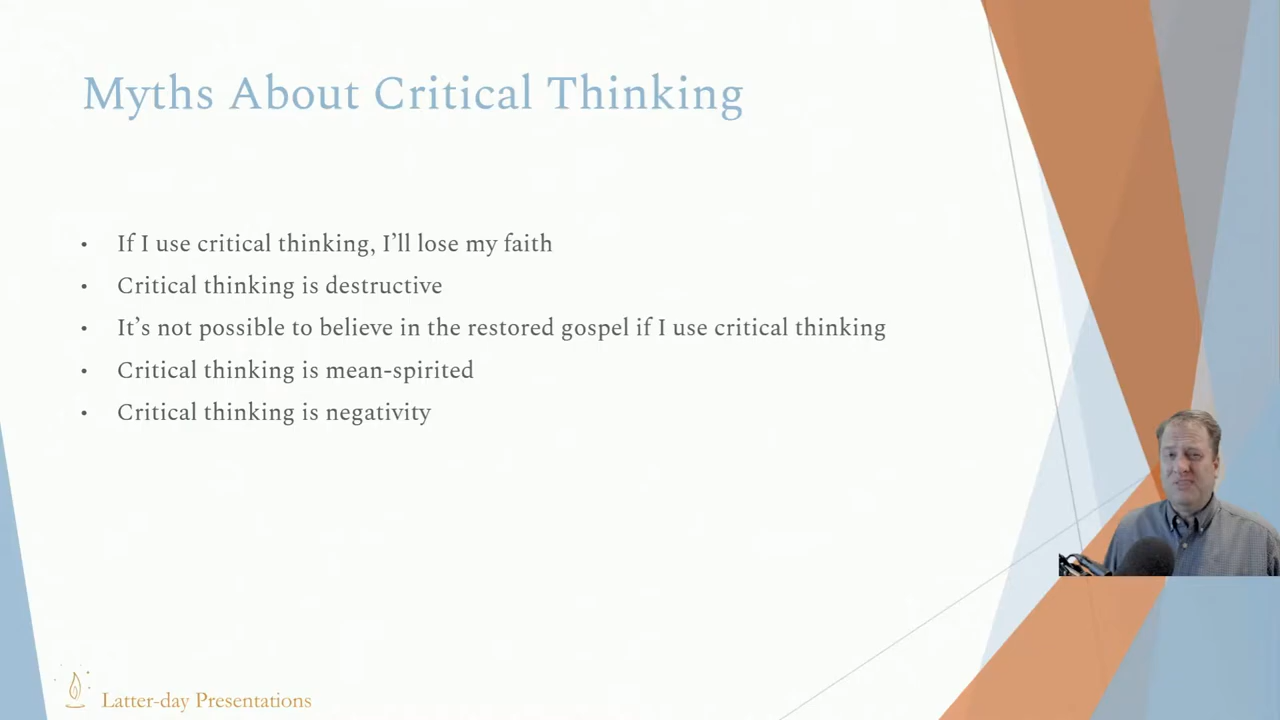 Myths About Critical Thinking
• If I use critical thinking, I’ll lose my faith
• Critical thinking is destructive
• It’s not possible to believe in the restored gospel if I use critical thinking
• Critical thinking is mean-spirited
• Critical thinking is negativity
Latter-day Presentations